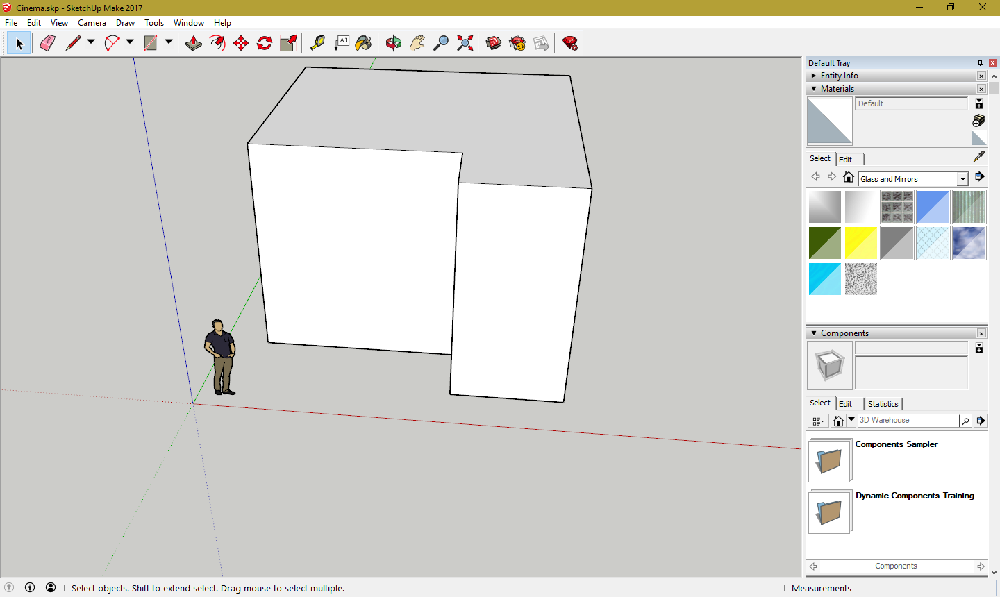 Cinema.skp - SketchUp Make 2017
File Edit View Camera Draw Tools Window Help
A1
Default Tray
Entity Info
Materials
Default
Select Edit
Glass and Mirrors
Components
Select Edit Statistics
3D Warehouse
Components Sampler
Dynamic Components Training
Components
Select objects. Shift to extend select. Drag mouse to select multiple.
Measurements